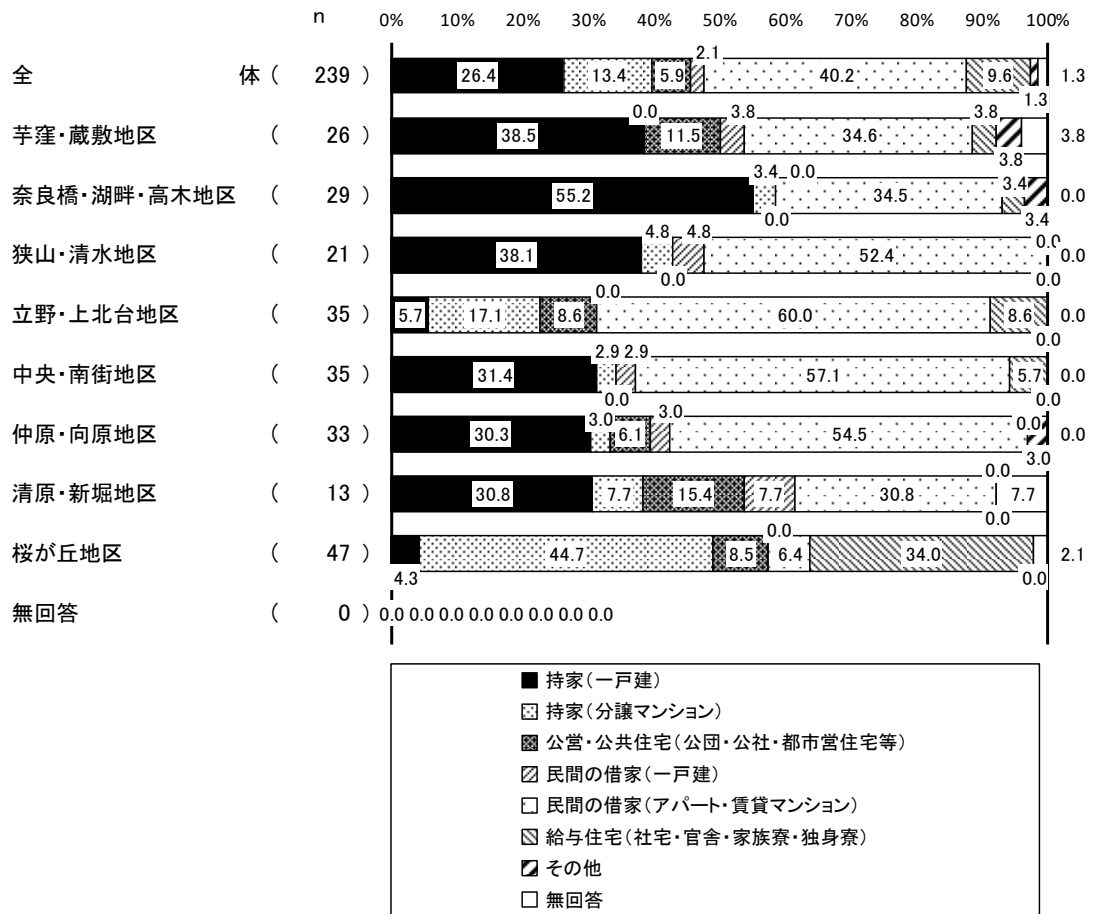 n 0% 10% 20% 30% 40% 50% 60% 70% 80% 90% 100%
2.1
全 体 ( 239 ) 26.4 13.4 5.9 40.2 9.6 1.3
1.3
0.0 3.8 3.8
芋窪・蔵敷地区 ( 26 ) 38.5 11.5 34.6 3.8
3.8
3.4 0.0 3.4
奈良橋・湖畔・高木地区 ( 29 ) 55.2 34.5 0.0
0.0 3.4
4.8 4.8 0.0
狭山・清水地区 ( 21 ) 38.1 52.4 0.0
0.0 0.0
0.0
立野・上北台地区 ( 35 ) 5.7 17.1 8.6 60.0 8.6 0.0
0.0
2.9 2.9
中央・南街地区 ( 35 ) 31.4 57.1 5.7 0.0
0.0 0.0
3.0 3.0 0.0
仲原・向原地区 ( 33 ) 30.3 6.1 54.5 0.0
3.0
0.0
清原・新堀地区 ( 13 ) 30.8 7.7 15.4 7.7 30.8 7.7
0.0
0.0
桜が丘地区 ( 47 ) 44.7 8.5 6.4 34.0 2.1
4.3 0.0
無回答 ( 0 ) 0.0 0.0 0.0 0.0 0.0 0.0 0.0 0.0
持家(一戸建)
持家(分譲マンション)
公営・公共住宅(公団・公社・都市営住宅等)
民間の借家(一戸建)
民間の借家(アパート・賃貸マンション)
給与住宅(社宅・官舎・家族寮・独身寮)
その他
無回答